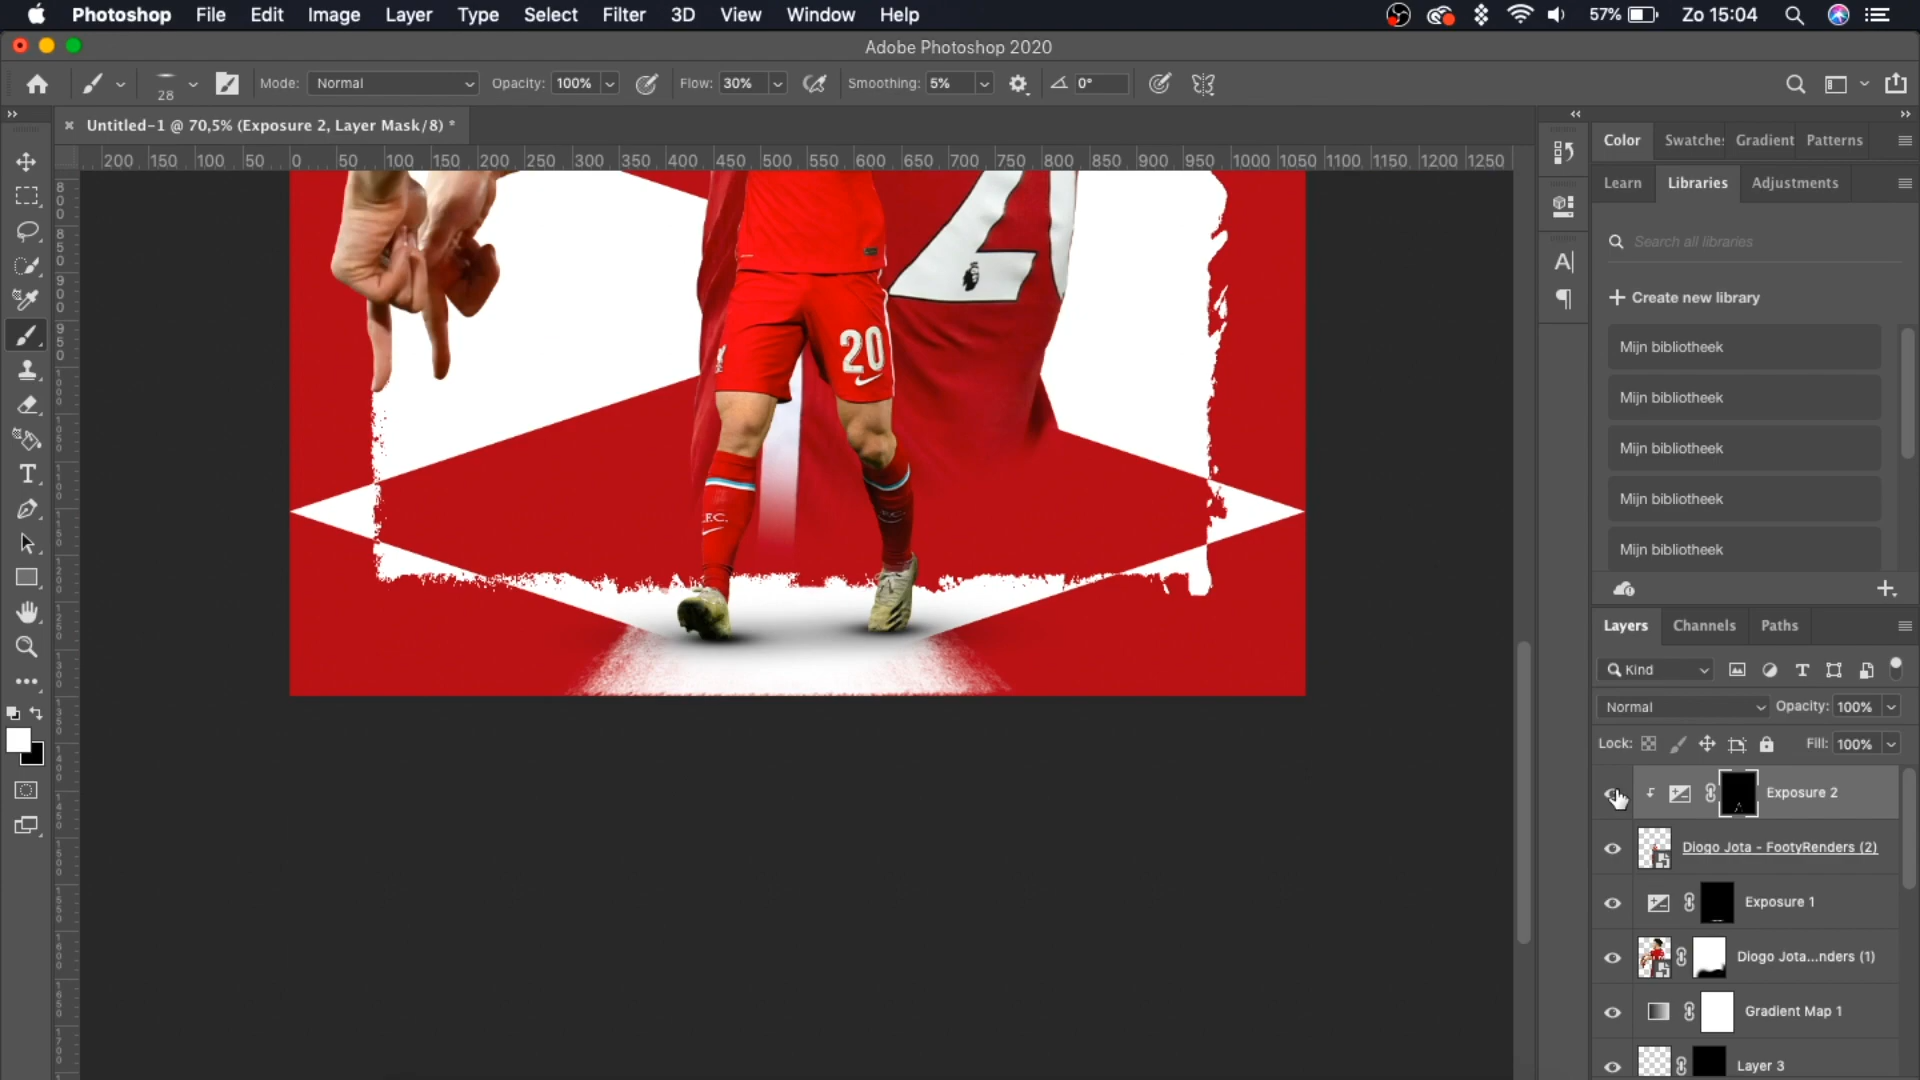 Photoshop File Edit Image Layer Type Select Filter 3D View Window Help 57% Zo 15:04
Adobe Photoshop 2020
28 Mode: Normal Opacity: 100% Flow: 30% Smoothing: 5% 0°
Untitled-1 @ 70,5% (Exposure 2, Layer Mask/8) *
200 150 100 50 0 50 100 150 200 250 300 350 400 450 500 550 600 650 700 750 800 850 900 950 1000 1050 1100 1150 1200 1250
Color Swatches Gradient Patterns
Learn Libraries Adjustments
Search all libraries
Create new library
Mijn bibliotheek
Mijn bibliotheek
Mijn bibliotheek
Mijn bibliotheek
Mijn bibliotheek
20
Layers Channels Paths
Kind
Normal Opacity: 100%
Lock: Fill: 100%
Exposure 2
Diogo Jota - FootyRenders (2)
Exposure 1
Diogo Jota...nders (1)
Gradient Map 1
Layer 3